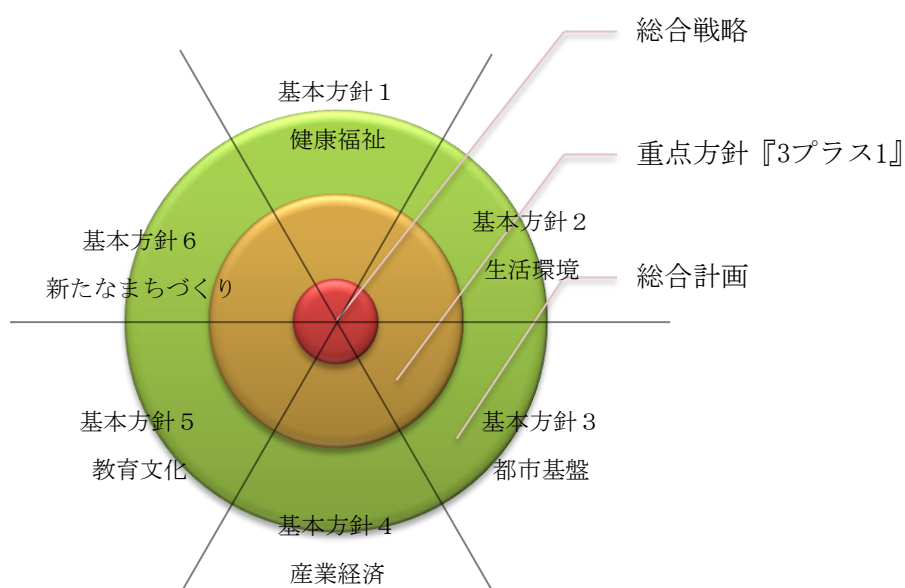 総合戦略
基本方針１
健康福祉
重点方針『3プラス1』
基本方針２
生活環境
総合計画
基本方針６
新たなまちづくり
基本方針５
教育文化
基本方針３
都市基盤
基本方針４
産業経済